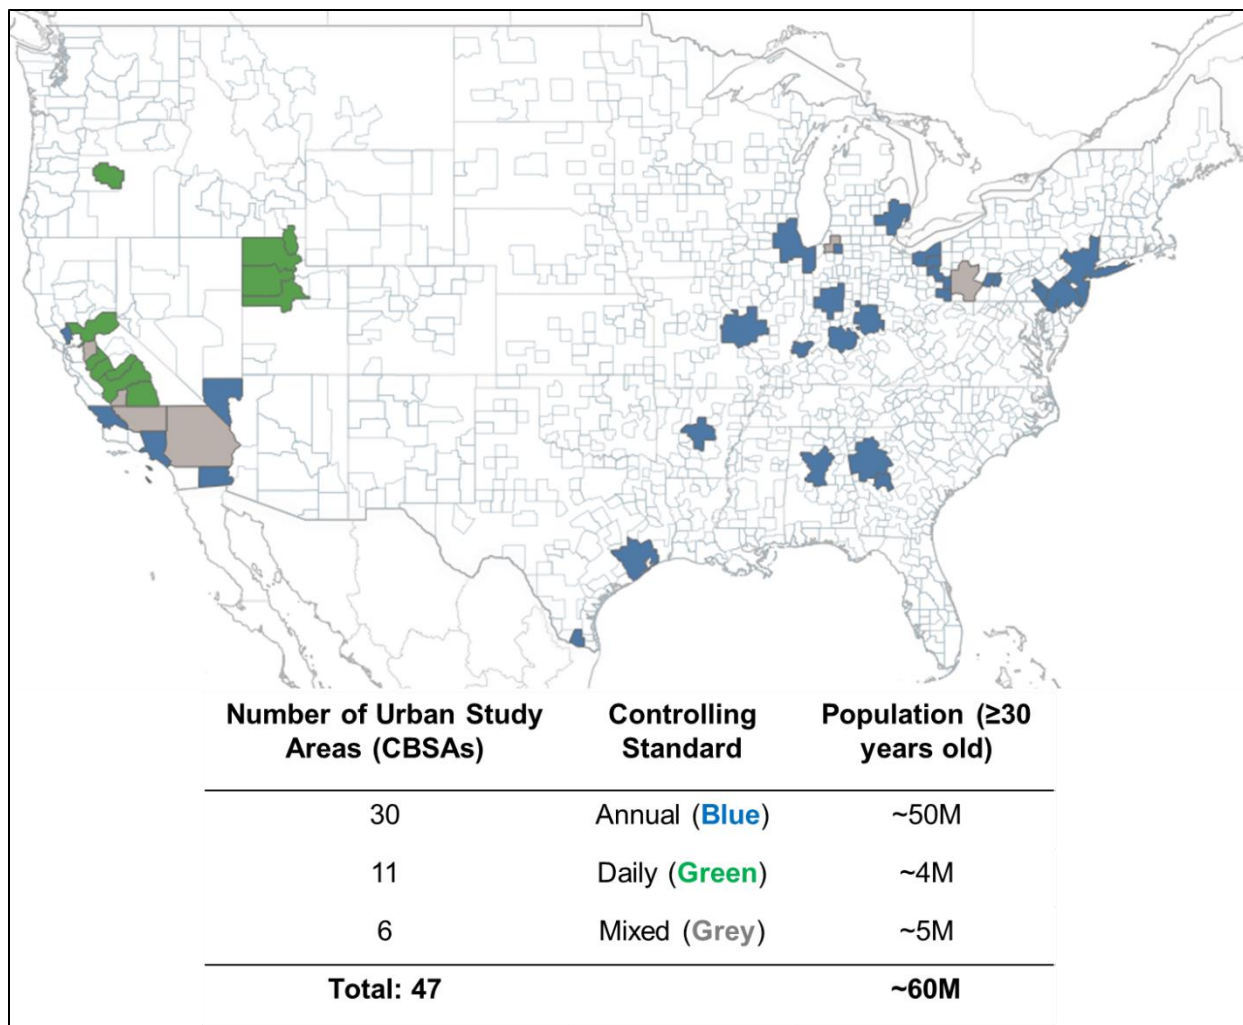 Number of Urban Study Controlling Population (≥30
Areas (CBSAs) Standard years old)
30 Annual (Blue) ~50M
11 Daily (Green) ~4M
6 Mixed (Grey) ~5M
Total: 47 ~60M